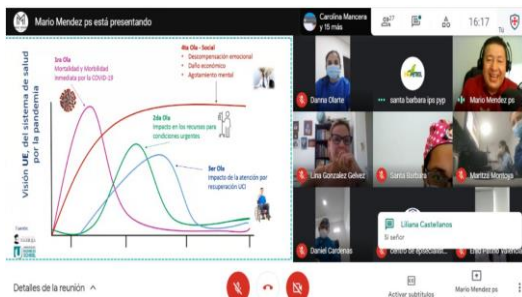 Mario Mendez ps está presentando
Carolina Mancera
y 15 más
27
16:17
Tu
Visión UE, del sistema de salud
por la pandemia
1ra Ola
Mortalidad y Morbilidad
inmediata por la COVID-19
4ta Ola - Social
Descompensación emocional
Daño económico
Agotamiento mental
2da Ola
Impacto en los recursos para
condiciones urgentes
3er Ola
Impacto de la atención por
recuperación UCI
Danna Olarte
santa barbara ips pyp
Mario Mendez ps
Lina Gonzalez Gelvez
Santa Barbara
Maritza Montoya
Daniel Cardenas
Liliana Castellanos
Si señor
Detalles de la reunión
Activar subtítulos
Mario Mendez ps